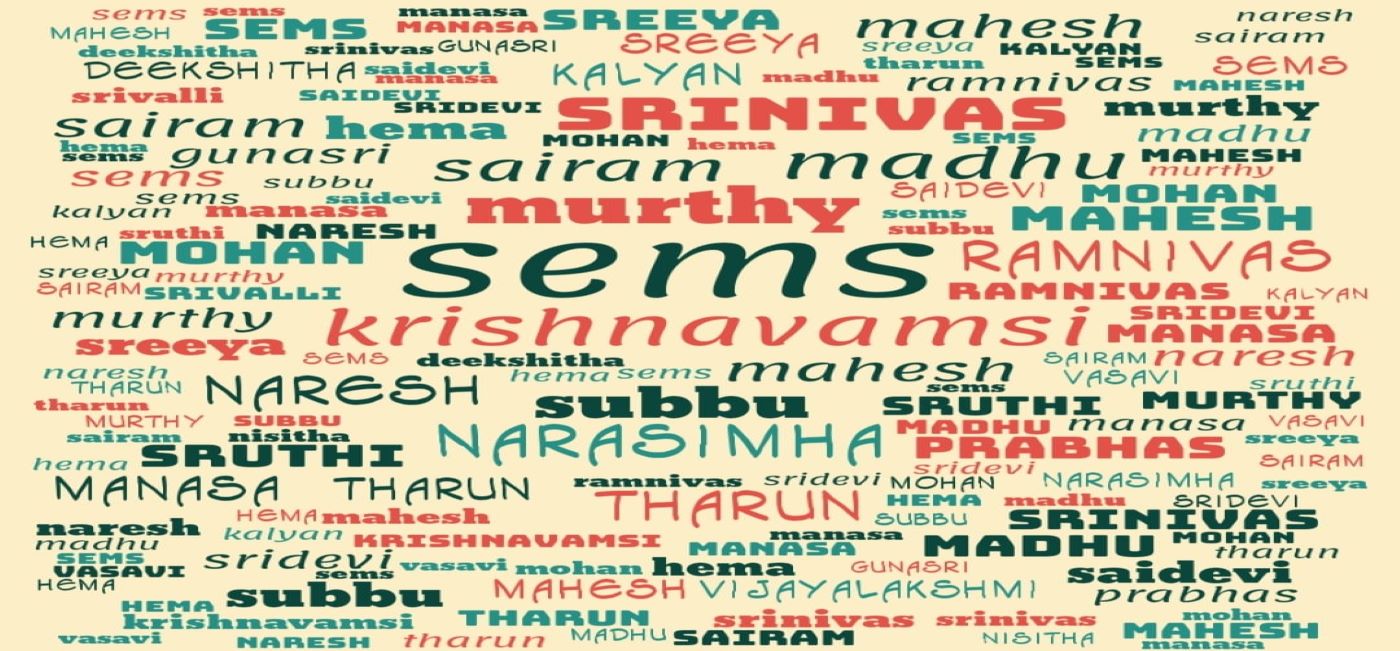 sems sems manasa SREEYA mahesh naresh
MAHESH SEMS MANASA SREEYA sairam
deekshitha srinivas GUNASRI sreeya KALYAN
DEEKSHITHA saidevi KALYAN madhu tharun SEMS SEMS
manasa ramnivas MAHESH
srivalli SAIDEVI SRIDEVI SRINIVAS murthy
sairam hema MOHAN hema SEMS madhu
hema sems gunasri sairam madhu MAHESH
sems subbu murthy
sems saidevi murthy SAIDEVI MOHAN
kalyan manasa sems MAHESH
HEMA sruthi NARESH subbu
MOHAN sems RAMNIVAS
sreeya murthy
SAIRAM SRIVALLI RAMNIVAS KALYAN
murthy krishnavamsi SRIDEVI
MANASA
sreeya SEMS deekshitha mahesh SAIRAM naresh
naresh hema sems VASAVI
THARUN NARESH sems sruthi
tharun subbu SRUTHI MURTHY
MURTHY SUBBU MADHU manasa VASAVI
sairam nisitha NARASIMHA PRABHAS sreeya
hema SRUTHI sridevi SAIRAM
MANASA THARUN ramnivas sridevi MOHAN NARASIMHA sreeya
THARUN HEMA madhu SRIDEVI
HEMA mahesh SUBBU SRINIVAS
naresh kalyan KRISHNAVAMSI manasa MOHAN
madhu MANASA MADHU tharun
SEMS sridevi vasavi mohan hema GUNASRI saidevi
VASAVI sems
HEMA subbu MAHESH VIJAYALAKSHMI prabhas
HEMA
krishnavamsi THARUN srinivas srinivas mohan
vasavi NARESH tharun MADHU SAIRAM NISITHA MAHESH
manasa